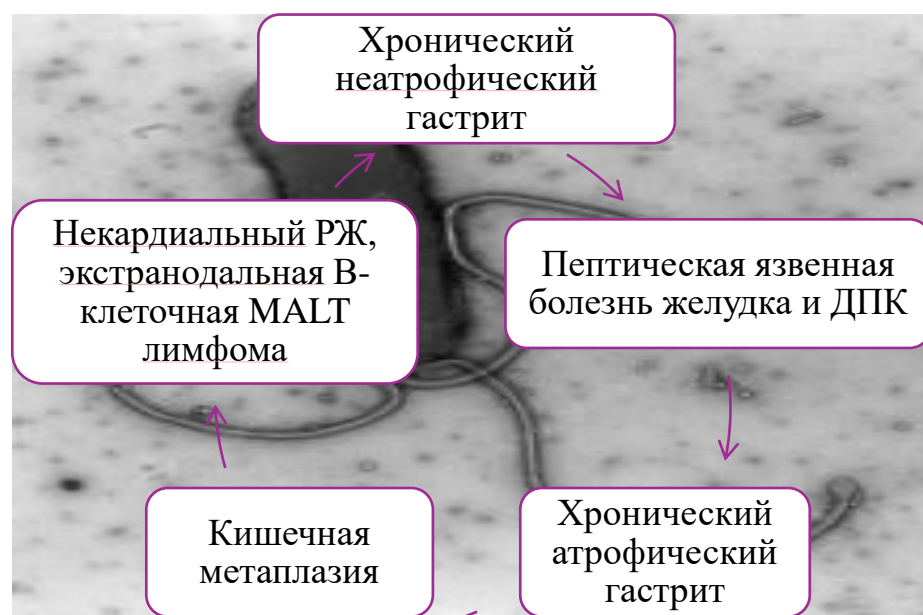 Хронический
неатрофический
гастрит
Некардиальный РЖ,
экстранодальная В-
клеточная MALT
лимфома
Пептическая язвенная
болезнь желудка и ДПК
Кишечная
метаплазия
Хронический
атрофический
гастрит